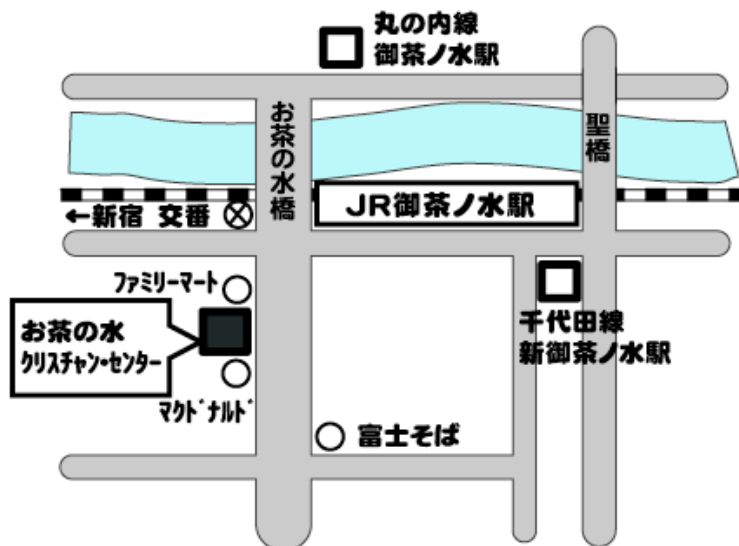 丸の内線
御茶ノ水駅
お茶の水橋
聖橋
JR御茶ノ水駅
←新宿 交番
ファミリーマート
お茶の水
クリスチャン・センター
マクドナルド
千代田線
新御茶ノ水駅
富士そば